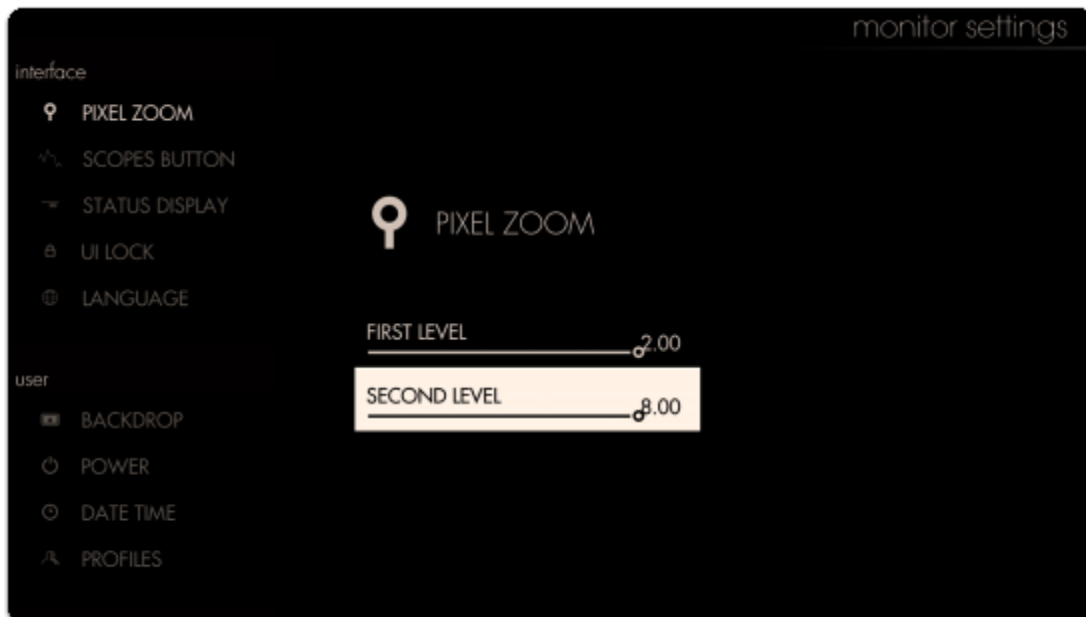 monitor settings
interface
PIXEL ZOOM
SCOPES BUTTON
STATUS DISPLAY
UI LOCK
LANGUAGE
user
BACKDROP
POWER
DATE TIME
PROFILES
PIXEL ZOOM
FIRST LEVEL 2.00
SECOND LEVEL 8.00